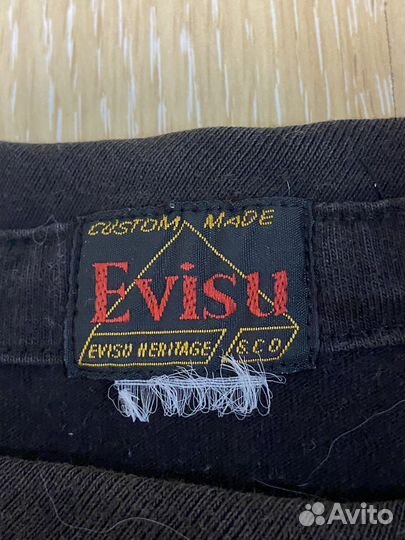 CUSTOM MADE
Evisu
EVISU HERITAGE G.C.O
Avito